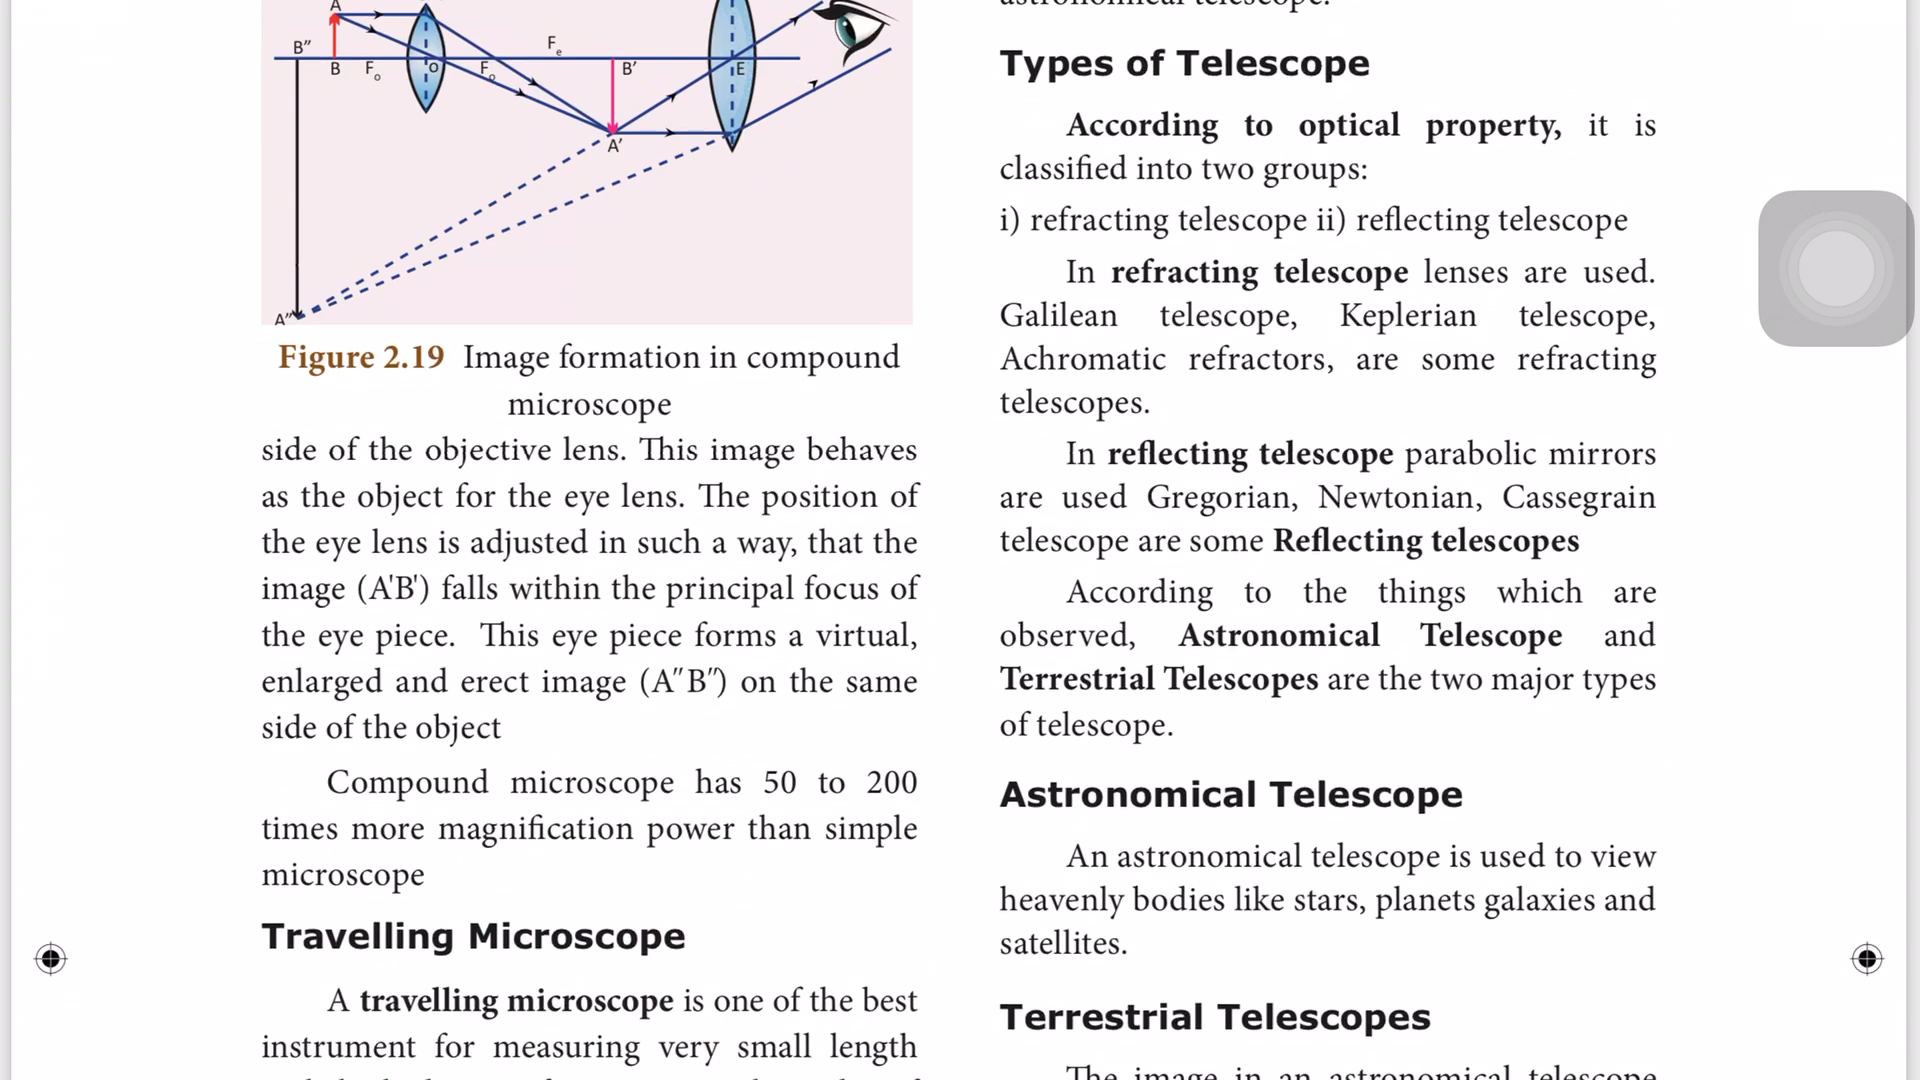 A
B″
B
Fo
O
Fo
Fe
B′
E
A′
A″
Figure 2.19 Image formation in compound
microscope
side of the objective lens. This image behaves
as the object for the eye lens. The position of
the eye lens is adjusted in such a way, that the
image (A'B') falls within the principal focus of
the eye piece. This eye piece forms a virtual,
enlarged and erect image (A″B″) on the same
side of the object
Compound microscope has 50 to 200
times more magnification power than simple
microscope
Travelling Microscope
A travelling microscope is one of the best
instrument for measuring very small length
astronomical telescope.
Types of Telescope
According to optical property, it is
classified into two groups:
i) refracting telescope ii) reflecting telescope
In refracting telescope lenses are used.
Galilean telescope, Keplerian telescope,
Achromatic refractors, are some refracting
telescopes.
In reflecting telescope parabolic mirrors
are used Gregorian, Newtonian, Cassegrain
telescope are some Reflecting telescopes
According to the things which are
observed, Astronomical Telescope and
Terrestrial Telescopes are the two major types
of telescope.
Astronomical Telescope
An astronomical telescope is used to view
heavenly bodies like stars, planets galaxies and
satellites.
Terrestrial Telescopes
The image in an astronomical telescope